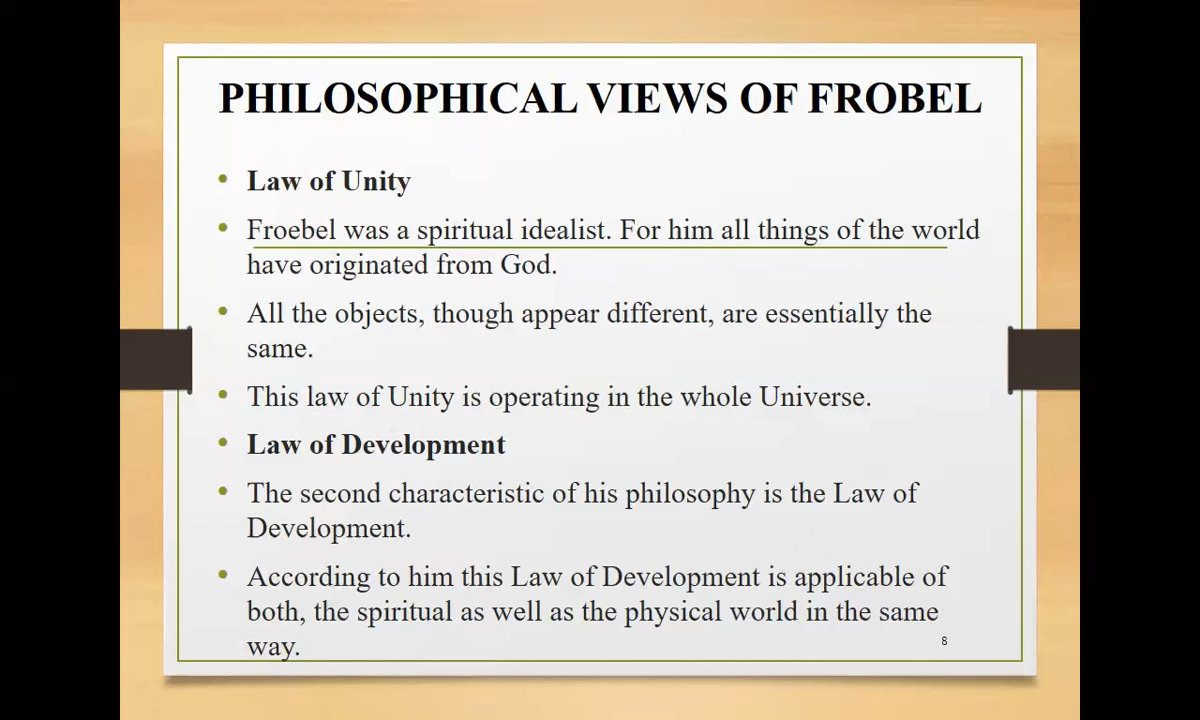 PHILOSOPHICAL VIEWS OF FROBEL
• Law of Unity
• Froebel was a spiritual idealist. For him all things of the world
have originated from God.
• All the objects, though appear different, are essentially the
same.
• This law of Unity is operating in the whole Universe.
• Law of Development
• The second characteristic of his philosophy is the Law of
Development.
• According to him this Law of Development is applicable of
both, the spiritual as well as the physical world in the same
way.
8